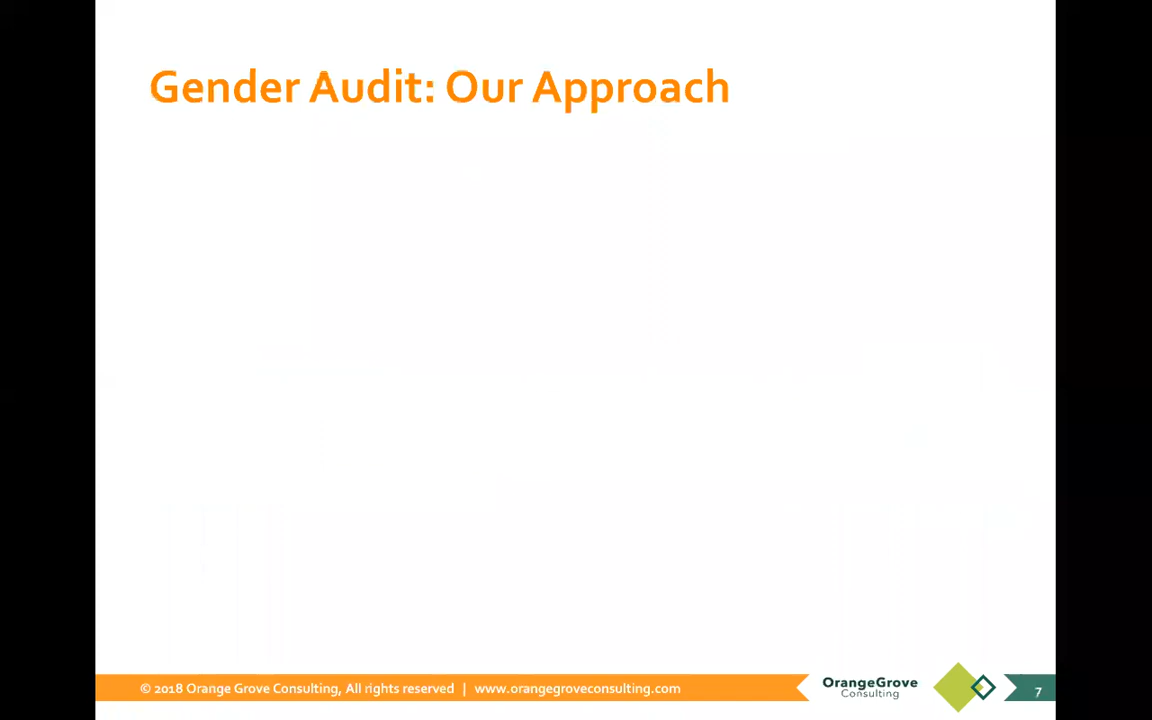 Gender Audit: Our Approach
© 2018 Orange Grove Consulting, All rights reserved | www.orangegroveconsulting.com
OrangeGrove
Consulting
7